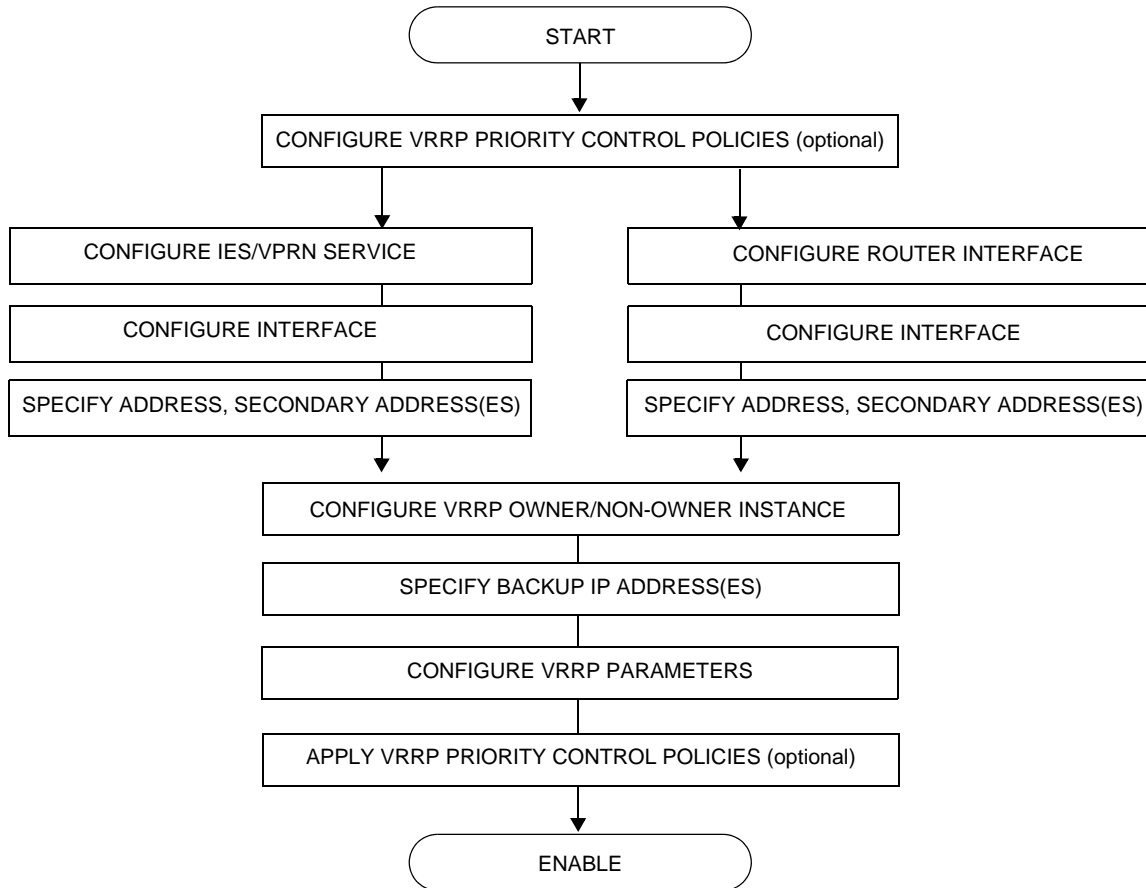 START
CONFIGURE VRRP PRIORITY CONTROL POLICIES (optional)
CONFIGURE IES/VPRN SERVICE
CONFIGURE INTERFACE
SPECIFY ADDRESS, SECONDARY ADDRESS(ES)
CONFIGURE ROUTER INTERFACE
CONFIGURE INTERFACE
SPECIFY ADDRESS, SECONDARY ADDRESS(ES)
CONFIGURE VRRP OWNER/NON-OWNER INSTANCE
SPECIFY BACKUP IP ADDRESS(ES)
CONFIGURE VRRP PARAMETERS
APPLY VRRP PRIORITY CONTROL POLICIES (optional)
ENABLE